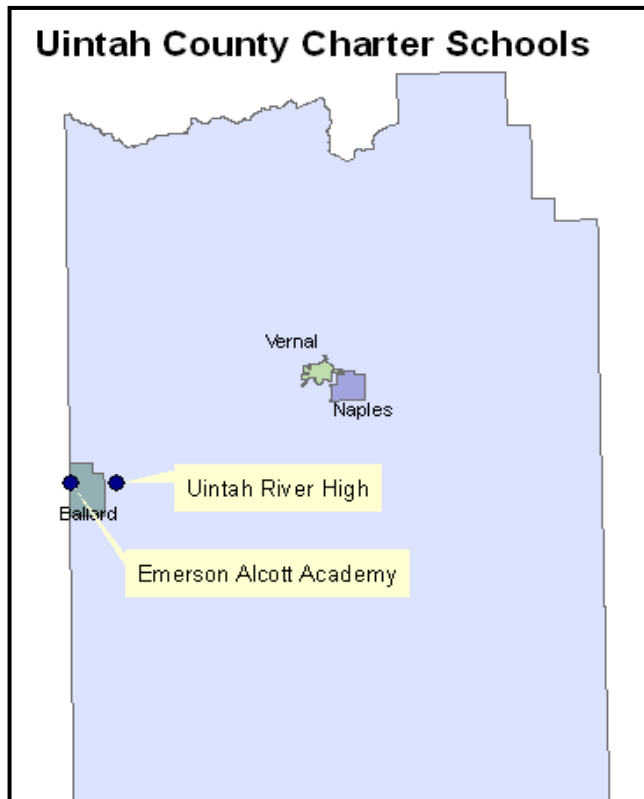 Uintah County Charter Schools
Vernal
Naples
Uintah River High
Ballard
Emerson Alcott Academy